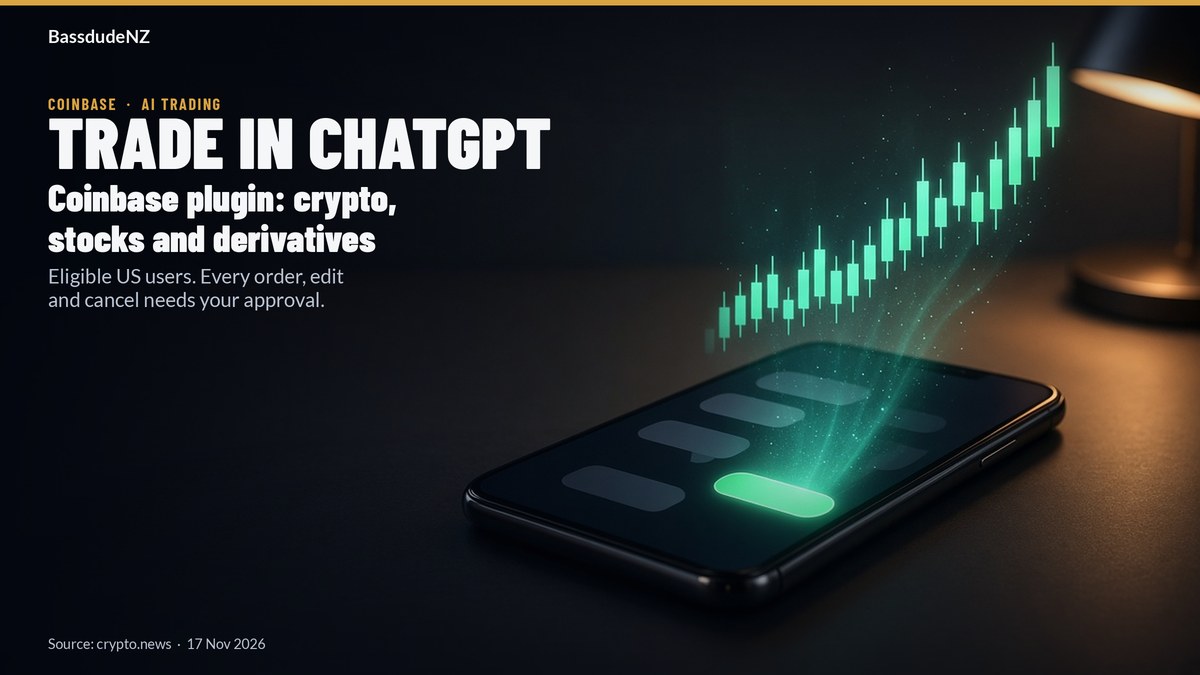 BassdudeNZ
COINBASE · AI TRADING
TRADE IN CHATGPT
Coinbase plugin: crypto,
stocks and derivatives
Eligible US users. Every order, edit
and cancel needs your approval.
Source: crypto.news · 17 Nov 2026